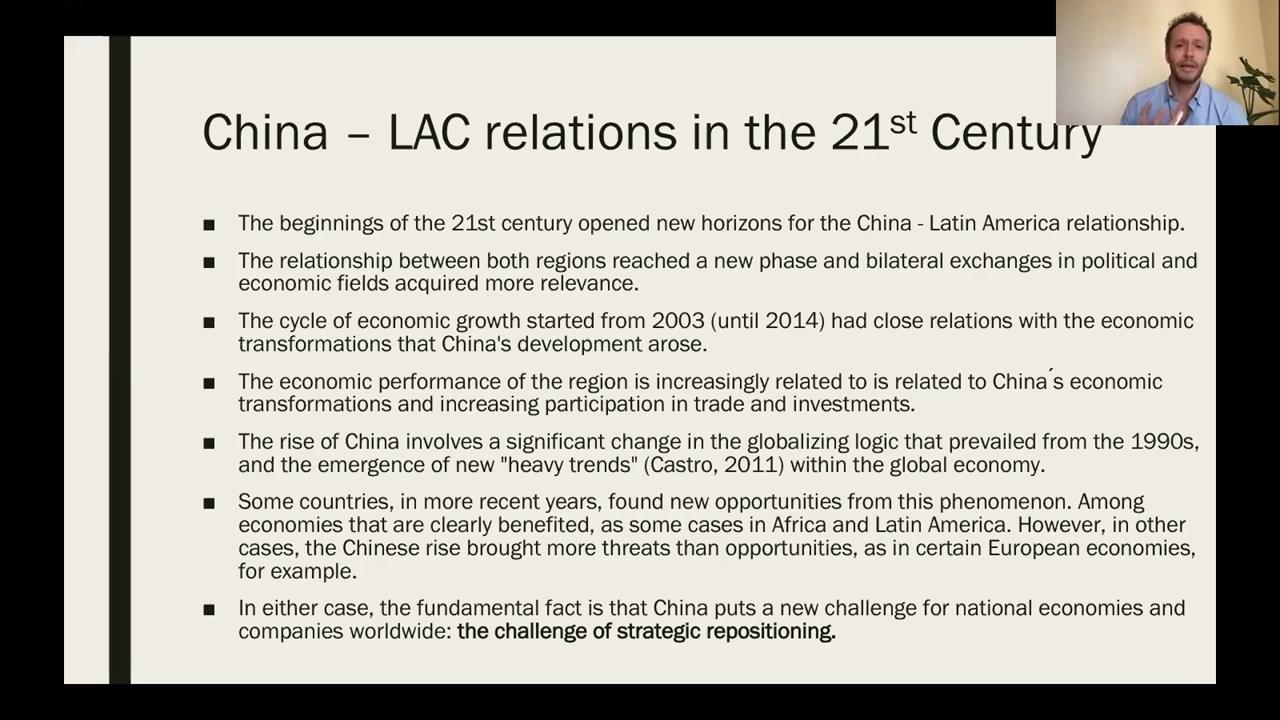 China – LAC relations in the 21st Century
■ The beginnings of the 21st century opened new horizons for the China - Latin America relationship.
■ The relationship between both regions reached a new phase and bilateral exchanges in political and
economic fields acquired more relevance.
■ The cycle of economic growth started from 2003 (until 2014) had close relations with the economic
transformations that China's development arose.
■ The economic performance of the region is increasingly related to is related to China´s economic
transformations and increasing participation in trade and investments.
■ The rise of China involves a significant change in the globalizing logic that prevailed from the 1990s,
and the emergence of new "heavy trends" (Castro, 2011) within the global economy.
■ Some countries, in more recent years, found new opportunities from this phenomenon. Among
economies that are clearly benefited, as some cases in Africa and Latin America. However, in other
cases, the Chinese rise brought more threats than opportunities, as in certain European economies,
for example.
■ In either case, the fundamental fact is that China puts a new challenge for national economies and
companies worldwide: the challenge of strategic repositioning.